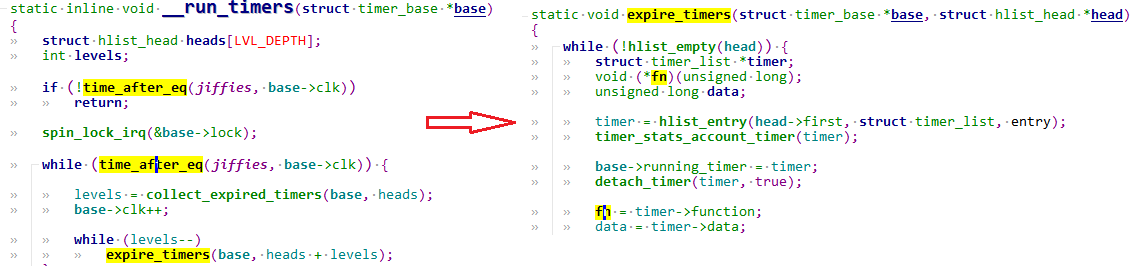 static inline void __run_timers(struct timer_base *base)
{
struct hlist_head heads[LVL_DEPTH];
int levels;
if (!time_after_eq(jiffies, base->clk))
return;
spin_lock_irq(&base->lock);
while (time_after_eq(jiffies, base->clk)) {
levels = collect_expired_timers(base, heads);
base->clk++;
while (levels--)
expire_timers(base, heads + levels);
static void expire_timers(struct timer_base *base, struct hlist_head *head)
{
while (!hlist_empty(head)) {
struct timer_list *timer;
void (*fn)(unsigned long);
unsigned long data;
timer = hlist_entry(head->first, struct timer_list, entry);
timer_stats_account_timer(timer);
base->running_timer = timer;
detach_timer(timer, true);
fn = timer->function;
data = timer->data;